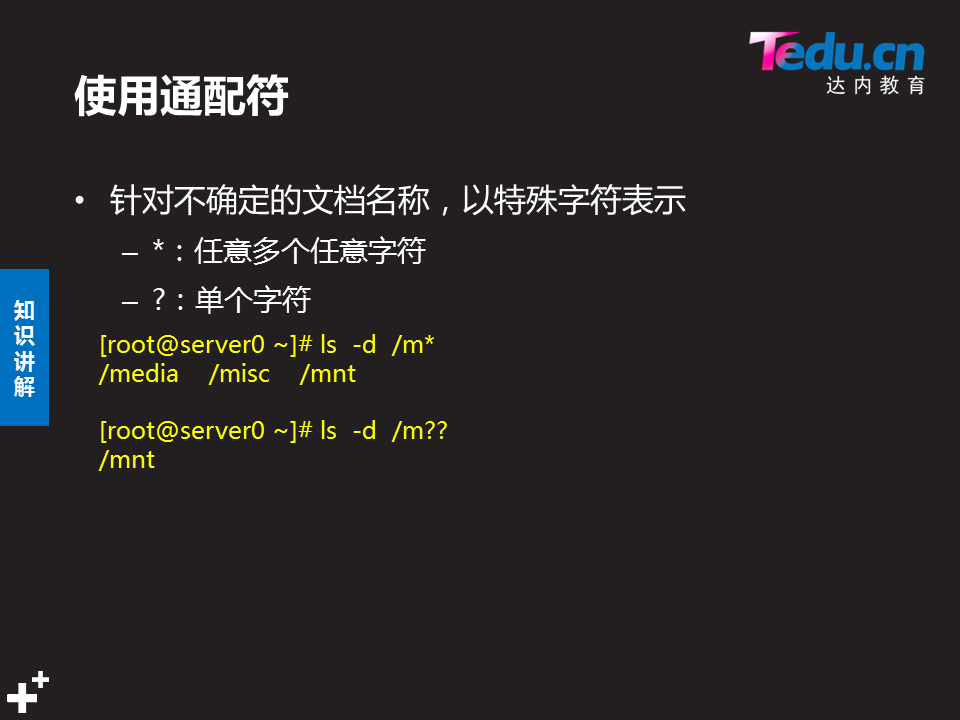 Tedu.cn
达内教育
使用通配符
• 针对不确定的文档名称，以特殊字符表示
– *：任意多个任意字符
– ?：单个字符
知识讲解
[root@server0 ~]# ls  -d  /m*
/media    /misc    /mnt
[root@server0 ~]# ls  -d  /m??
/mnt